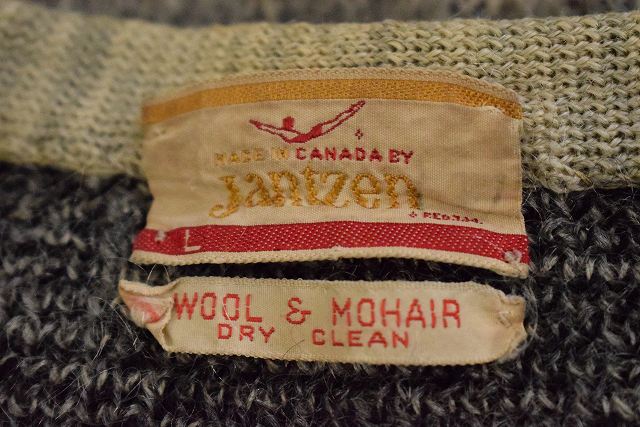 MADE IN CANADA BY
Jantzen
L
WOOL & MOHAIR
DRY CLEAN